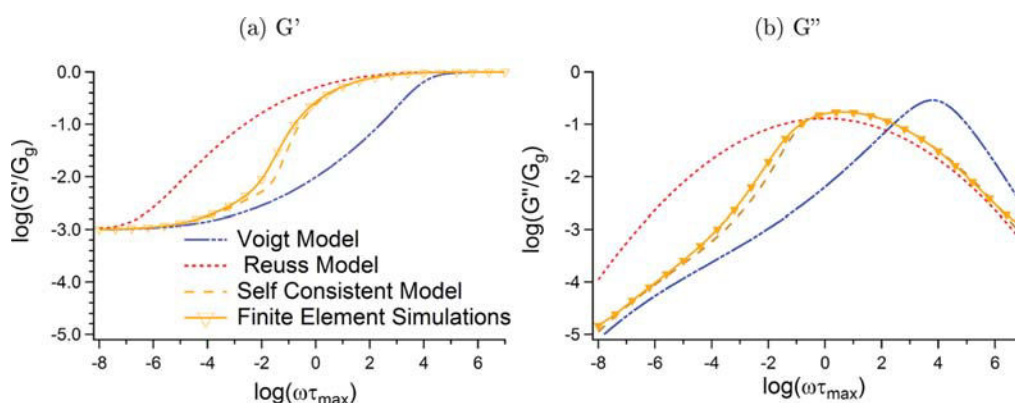 (a) G’
(b) G”
0.0
-1.0
-2.0
-3.0
-4.0
-5.0
log(G'/Gg)
-8
-6
-4
-2
0
2
4
6
log(ωτmax)
Voigt Model
Reuss Model
Self Consistent Model
Finite Element Simulations
0
-1
-2
-3
-4
-5
log(G"/Gg)
-8
-6
-4
-2
0
2
4
6
log(ωτmax)